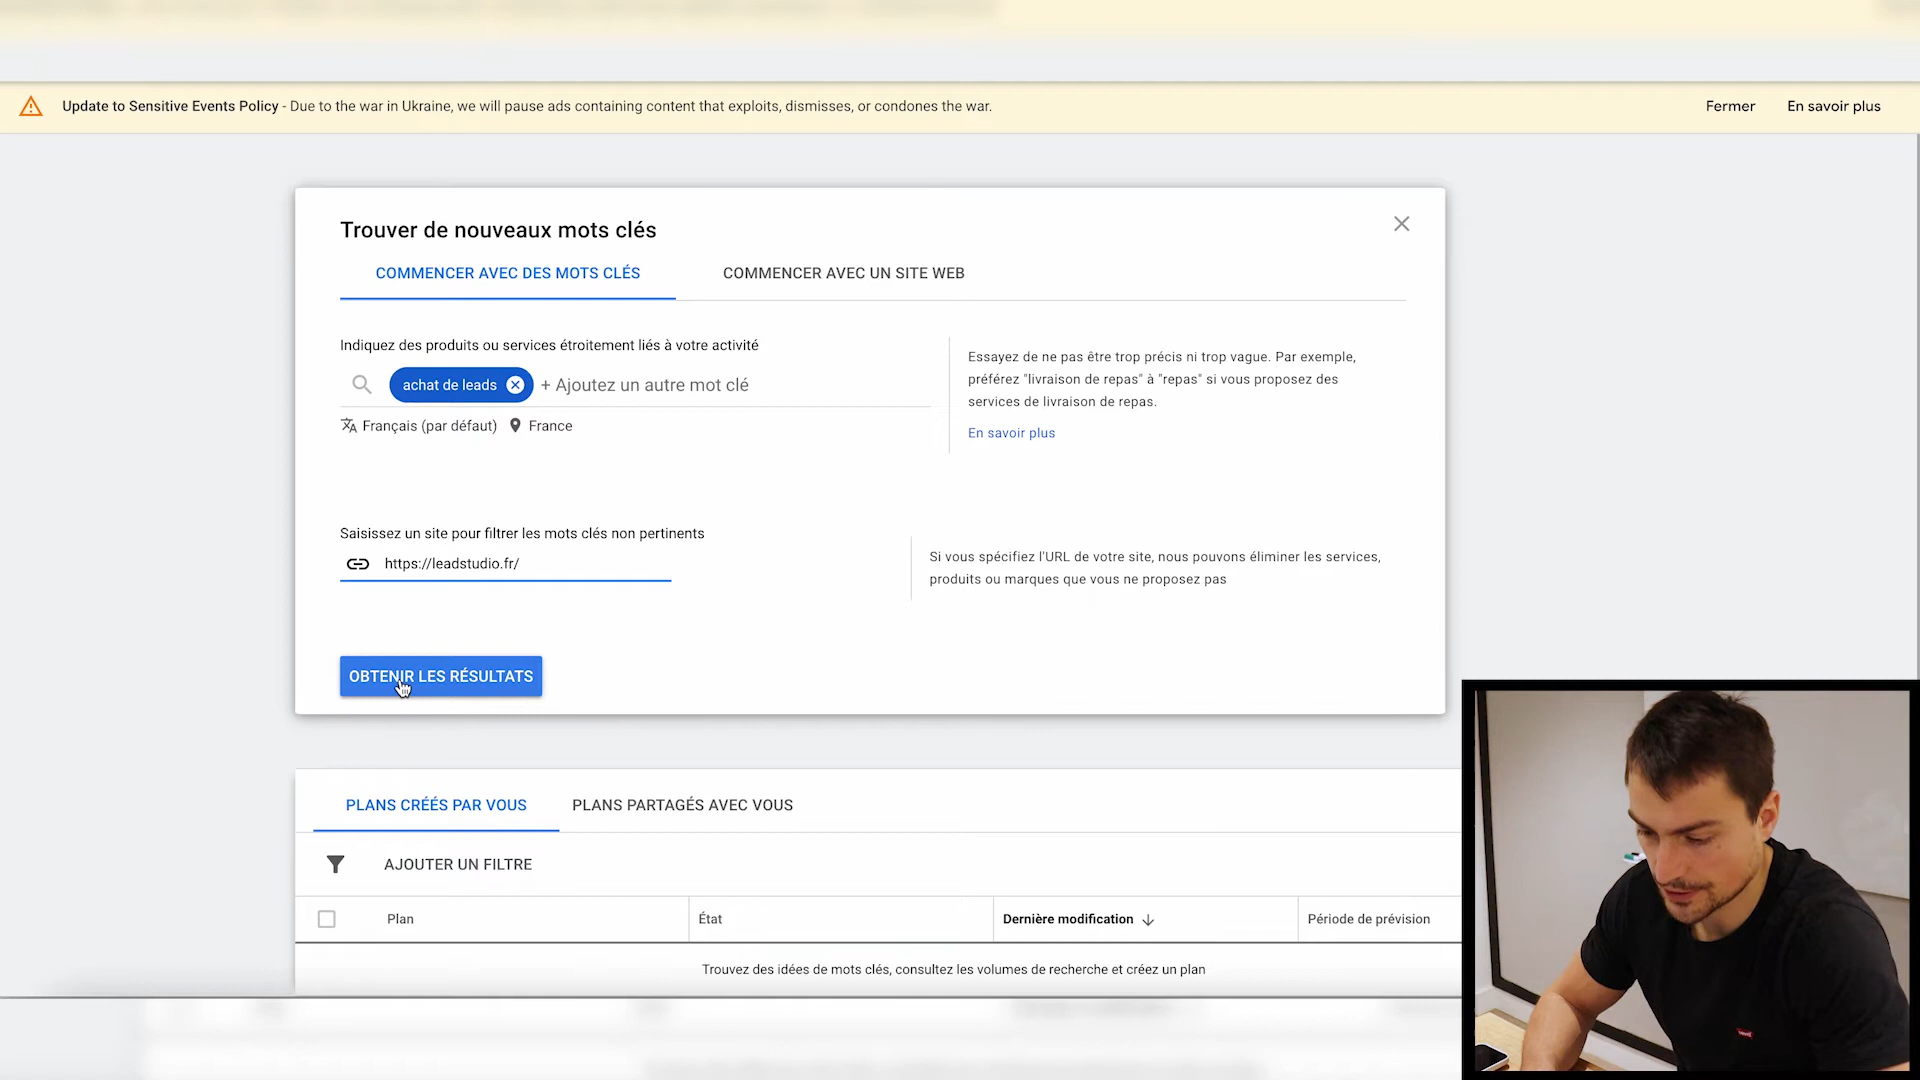 Update to Sensitive Events Policy - Due to the war in Ukraine, we will pause ads containing content that exploits, dismisses, or condones the war.
Fermer
En savoir plus
Trouver de nouveaux mots clés
COMMENCER AVEC DES MOTS CLÉS
COMMENCER AVEC UN SITE WEB
Indiquez des produits ou services étroitement liés à votre activité
achat de leads
+ Ajoutez un autre mot clé
Français (par défaut)
France
Essayez de ne pas être trop précis ni trop vague. Par exemple,
préférez "livraison de repas" à "repas" si vous proposez des
services de livraison de repas.
En savoir plus
Saisissez un site pour filtrer les mots clés non pertinents
https://leadstudio.fr/
Si vous spécifiez l'URL de votre site, nous pouvons éliminer les services,
produits ou marques que vous ne proposez pas
OBTENIR LES RÉSULTATS
PLANS CRÉÉS PAR VOUS
PLANS PARTAGÉS AVEC VOUS
AJOUTER UN FILTRE
Plan
État
Dernière modification
Période de prévision
Trouvez des idées de mots clés, consultez les volumes de recherche et créez un plan